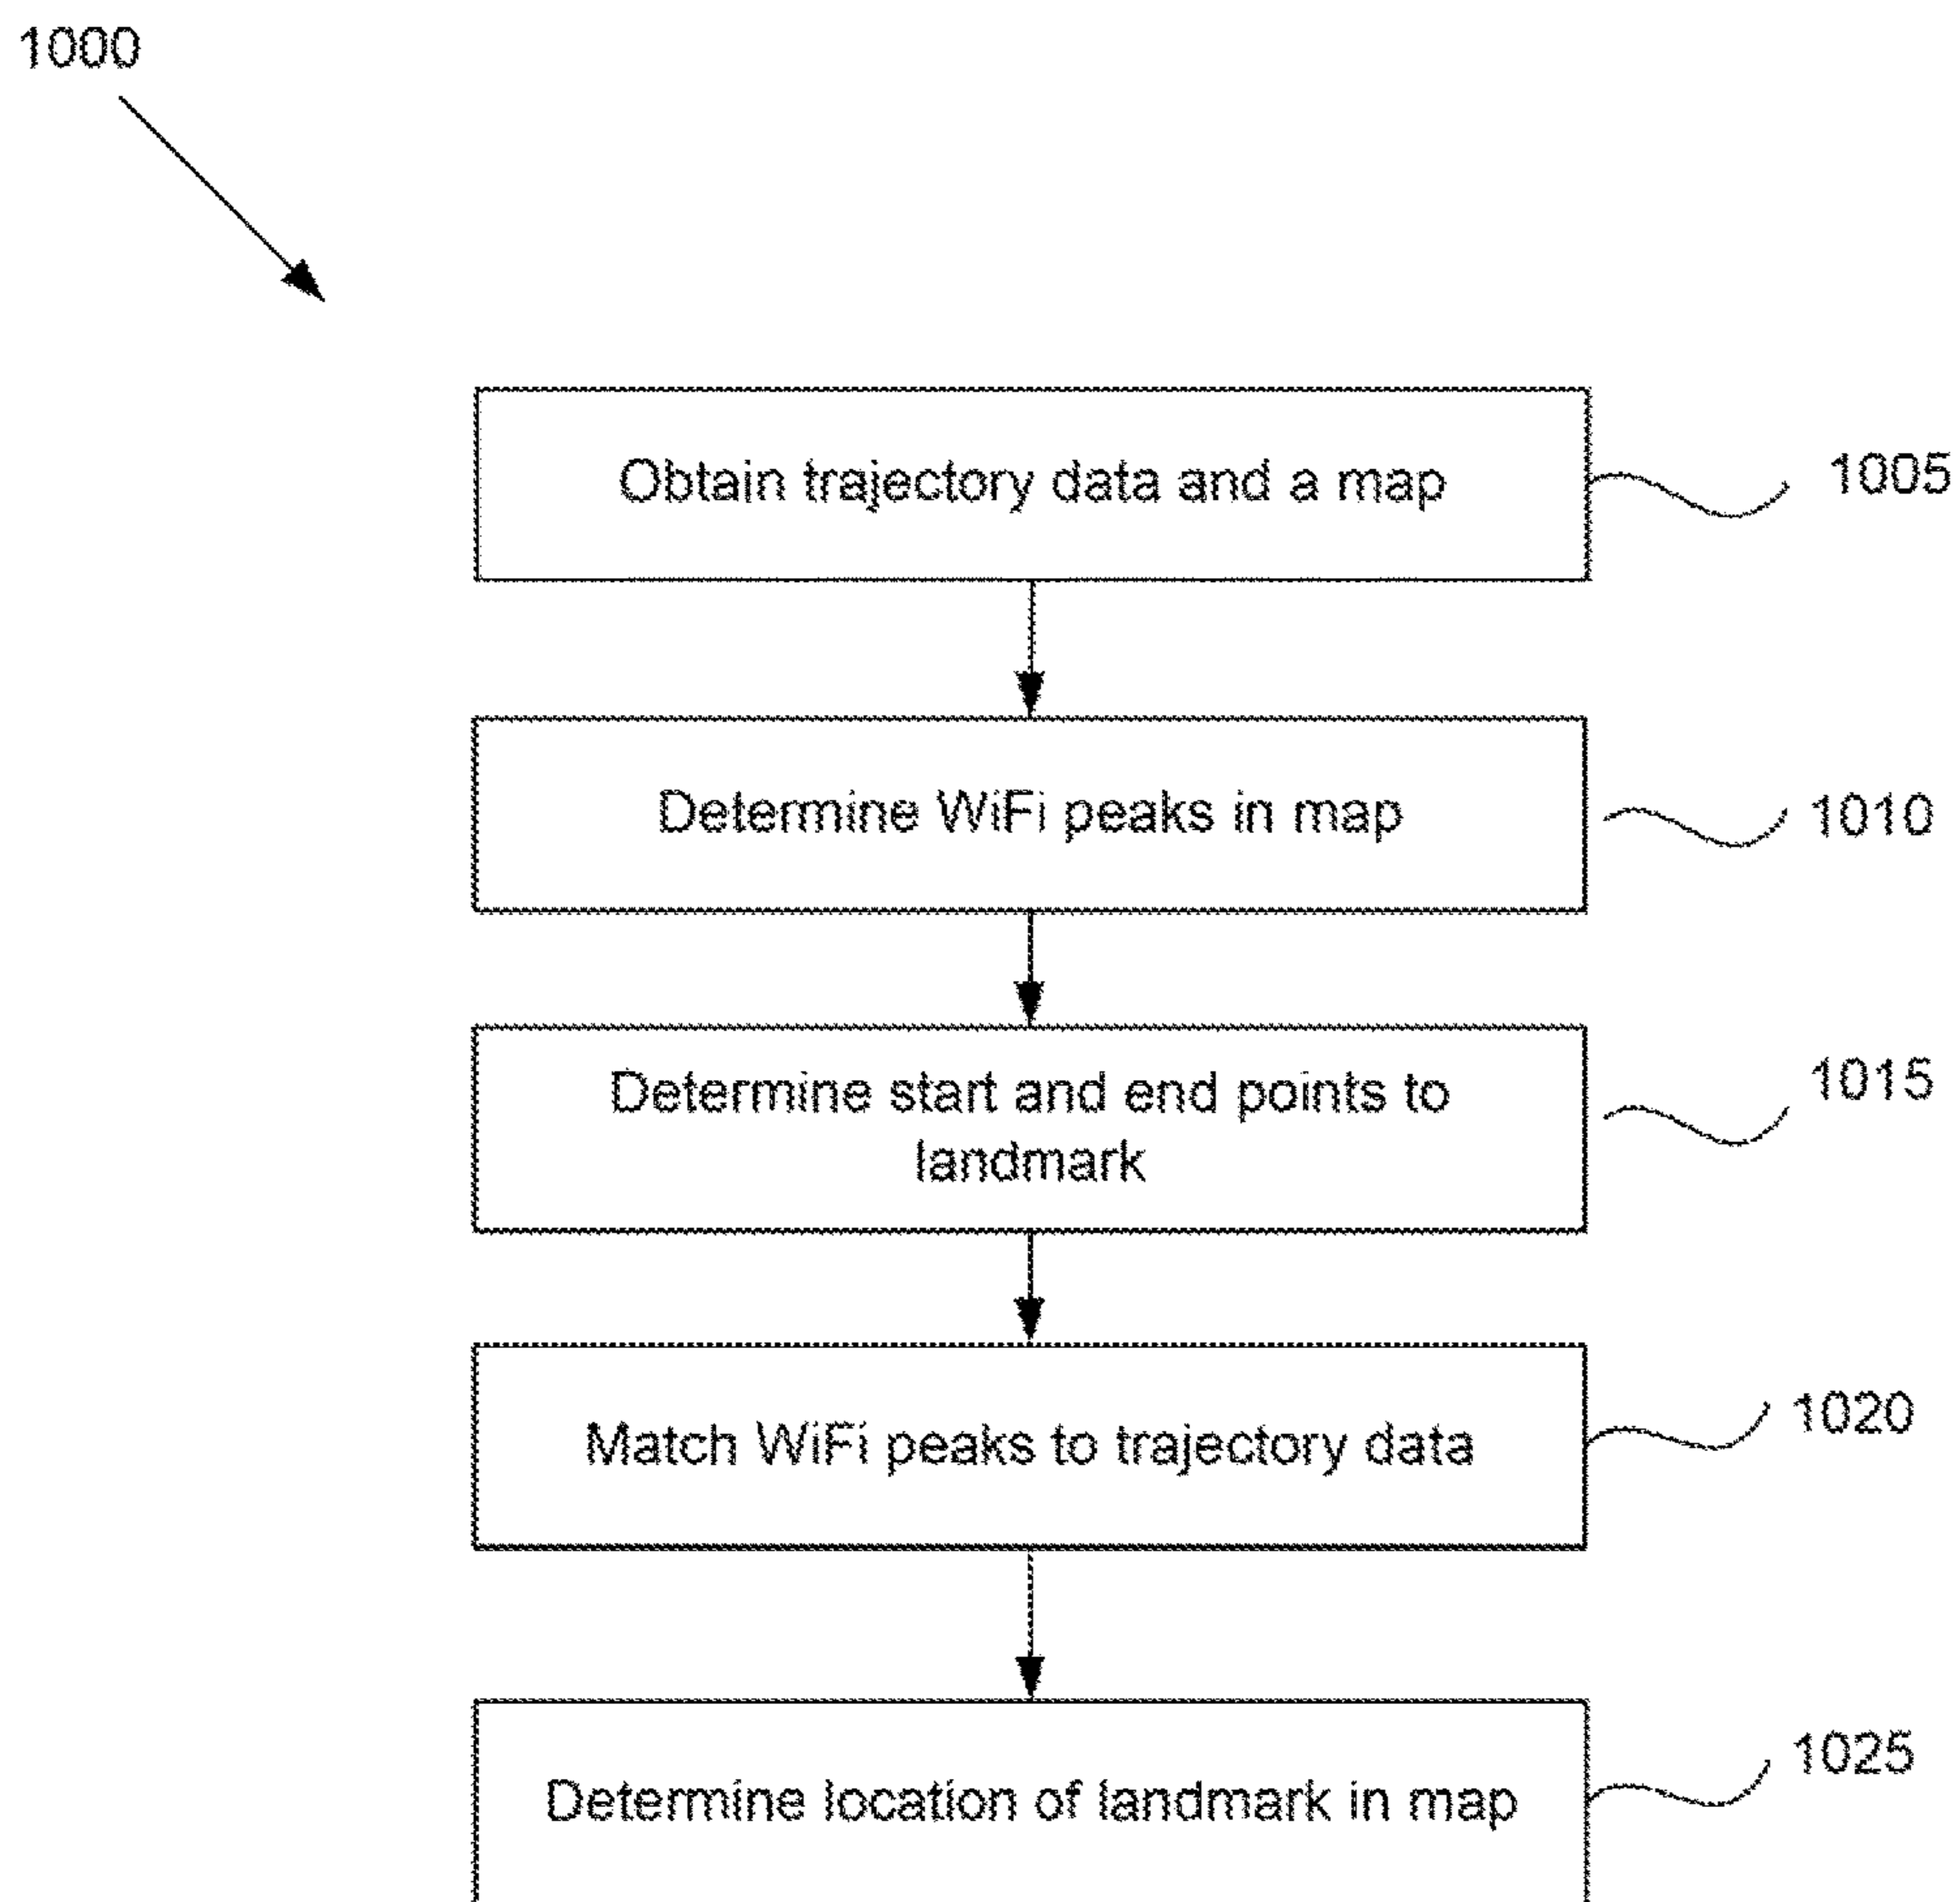 1000
Obtain trajectory data and a map
1005
Determine WiFi peaks in map
1010
Determine start and end points to
landmark
1015
Match WiFi peaks to trajectory data
1020
Determine location of landmark in map
1025